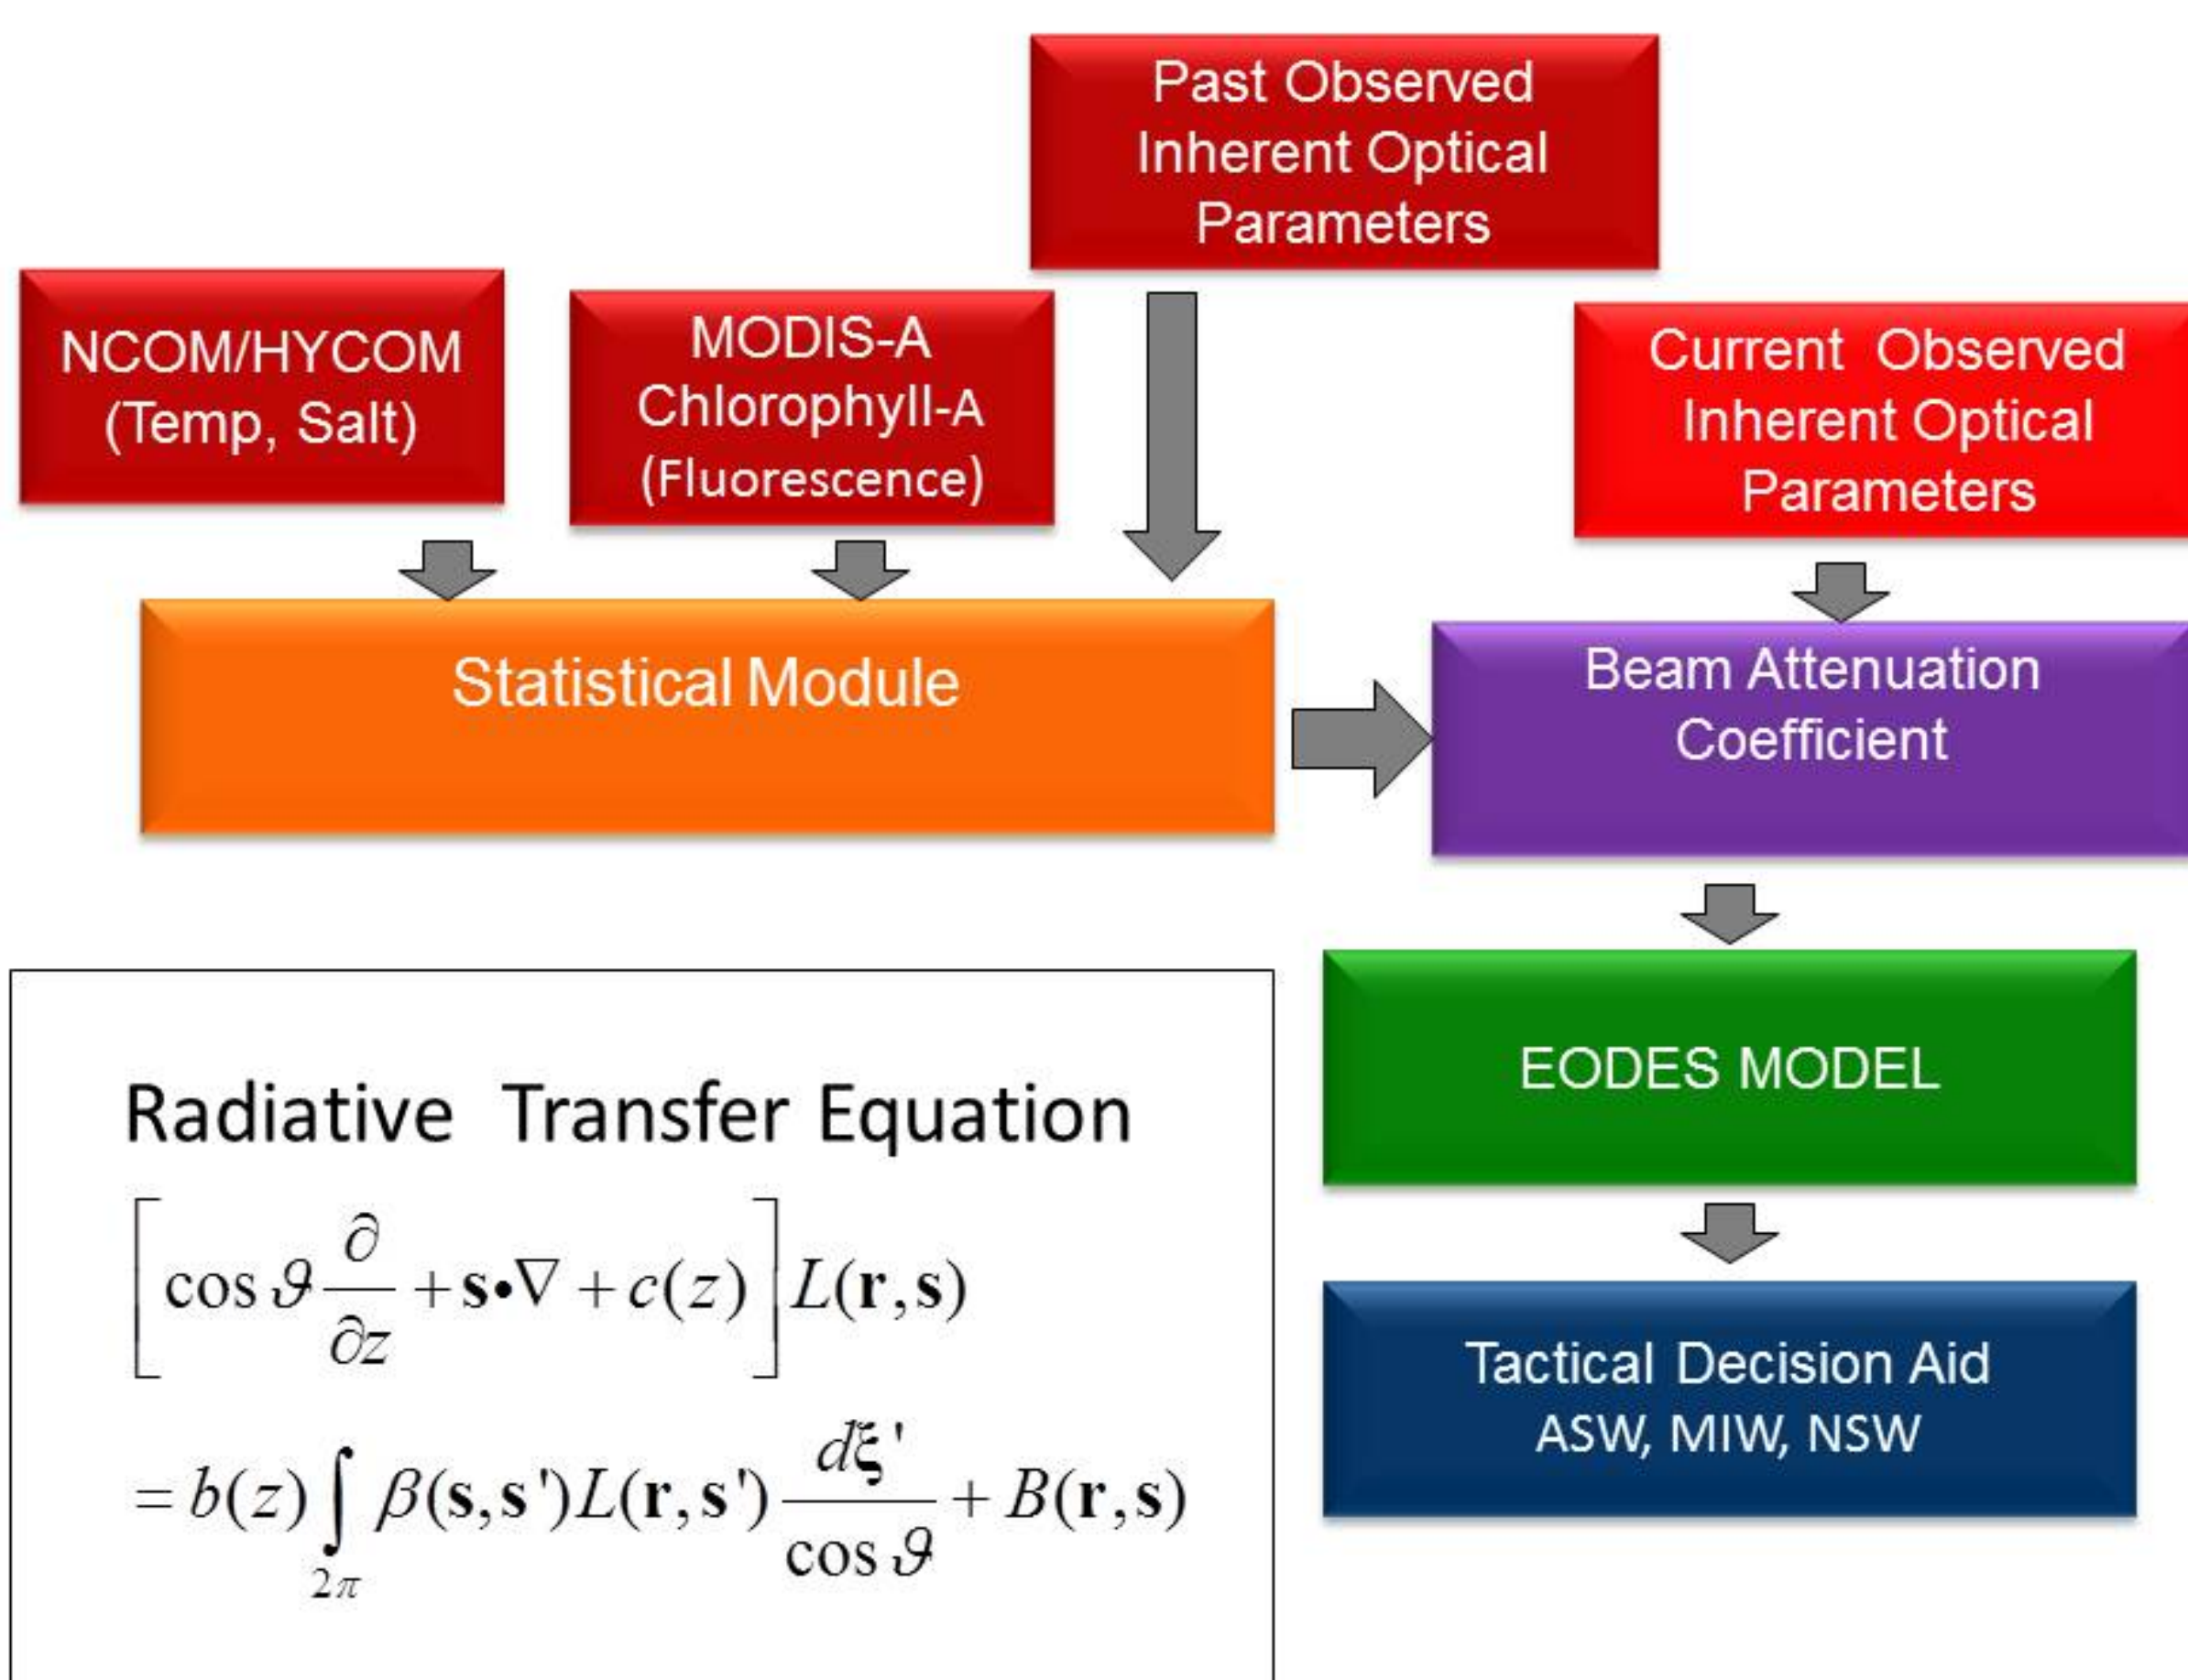 Past Observed
Inherent Optical
Parameters
NCOM/HYCOM
(Temp, Salt)
MODIS-A
Chlorophyll-A
(Fluorescence)
Current Observed
Inherent Optical
Parameters
Statistical Module
Beam Attenuation
Coefficient
EODES MODEL
Tactical Decision Aid
ASW, MIW, NSW
Radiative Transfer Equation
[cos ϑ ∂/∂z + s•∇ + c(z)] L(r,s)
= b(z) ∫2π β(s,s')L(r,s') dξ'/cos ϑ + B(r,s)